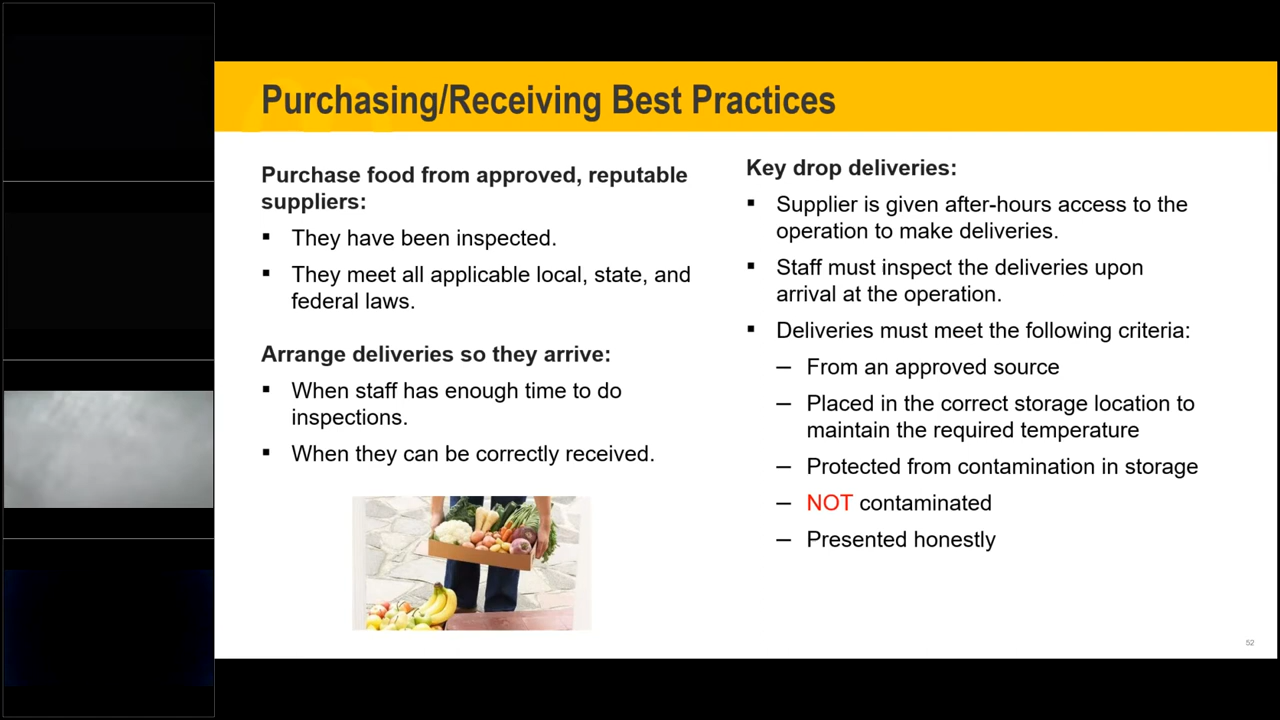 Purchasing/Receiving Best Practices
Purchase food from approved, reputable
suppliers:
▪ They have been inspected.
▪ They meet all applicable local, state, and
federal laws.
Arrange deliveries so they arrive:
▪ When staff has enough time to do
inspections.
▪ When they can be correctly received.
Key drop deliveries:
▪ Supplier is given after-hours access to the
operation to make deliveries.
▪ Staff must inspect the deliveries upon
arrival at the operation.
▪ Deliveries must meet the following criteria:
– From an approved source
– Placed in the correct storage location to
maintain the required temperature
– Protected from contamination in storage
– NOT contaminated
– Presented honestly
52